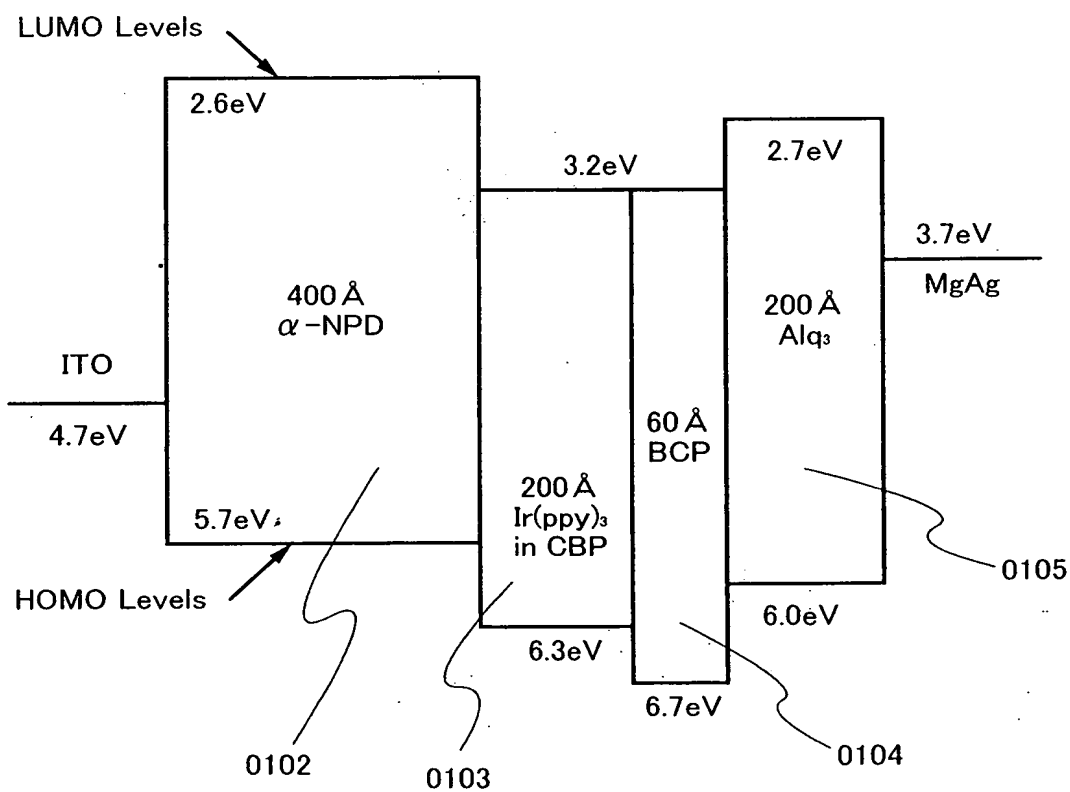 LUMO Levels
2.6eV
3.2eV
2.7eV
3.7eV
MgAg
400 Å
α-NPD
200 Å
Alq₃
ITO
4.7eV
60 Å
BCP
200 Å
Ir(ppy)₃
in CBP
5.7eV
HOMO Levels
6.3eV
6.7eV
6.0eV
0105
0102
0103
0104